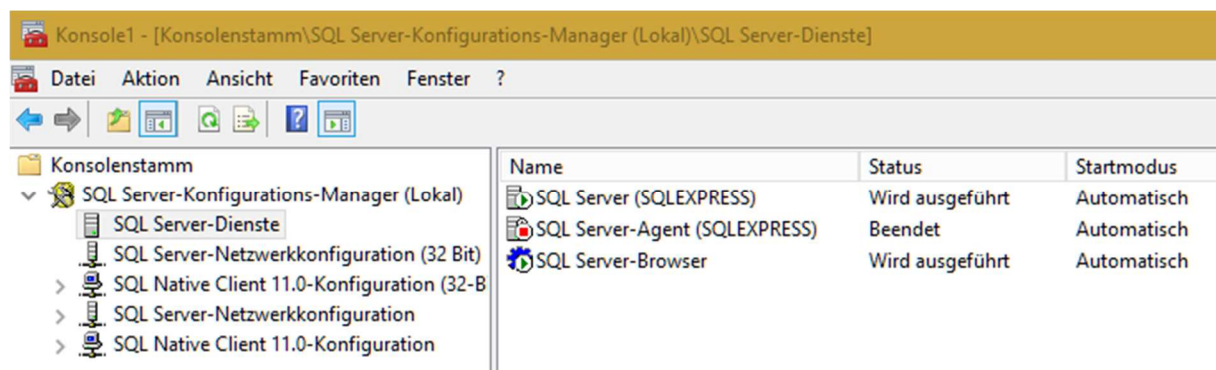 Konsole1 - [Konsolenstamm\SQL Server-Konfigurations-Manager (Lokal)\SQL Server-Dienste]
Datei Aktion Ansicht Favoriten Fenster ?
Konsolenstamm
SQL Server-Konfigurations-Manager (Lokal)
SQL Server-Dienste
SQL Server-Netzwerkkonfiguration (32 Bit)
SQL Native Client 11.0-Konfiguration (32-B
SQL Server-Netzwerkkonfiguration
SQL Native Client 11.0-Konfiguration
Name Status Startmodus
SQL Server (SQLEXPRESS) Wird ausgeführt Automatisch
SQL Server-Agent (SQLEXPRESS) Beendet Automatisch
SQL Server-Browser Wird ausgeführt Automatisch